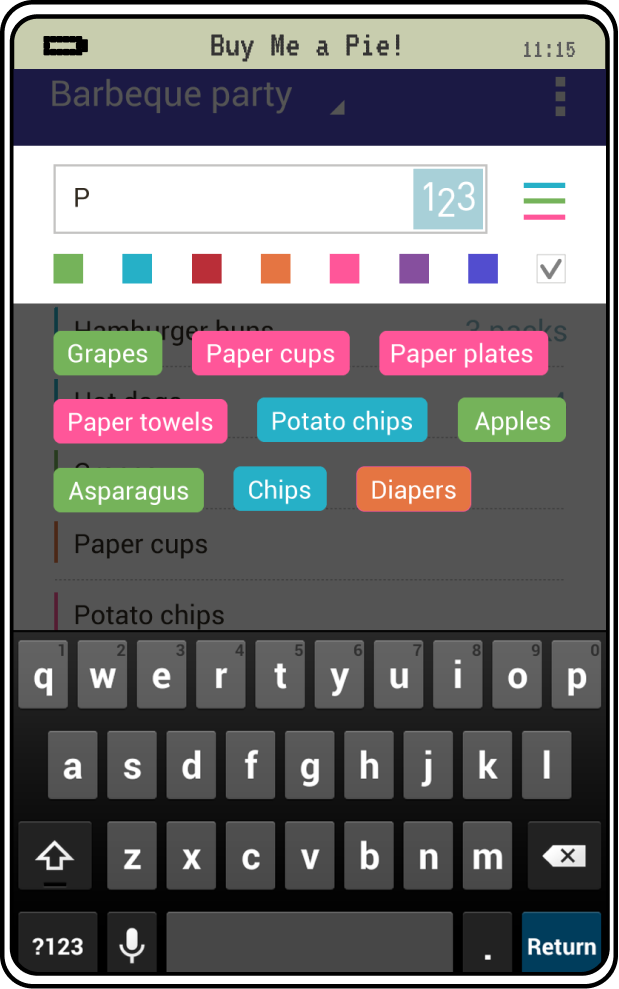 Buy Me a Pie!
11:15
Barbeque party
P
123
Hamburger buns 3 packs
Grapes Paper cups Paper plates
Hot dogs 4
Paper towels Potato chips Apples
Asparagus Chips Diapers
Paper cups
Potato chips
1 2 3 4 5 6 7 8 9 0
q w e r t y u i o p
a s d f g h j k l
z x c v b n m
?123 . Return